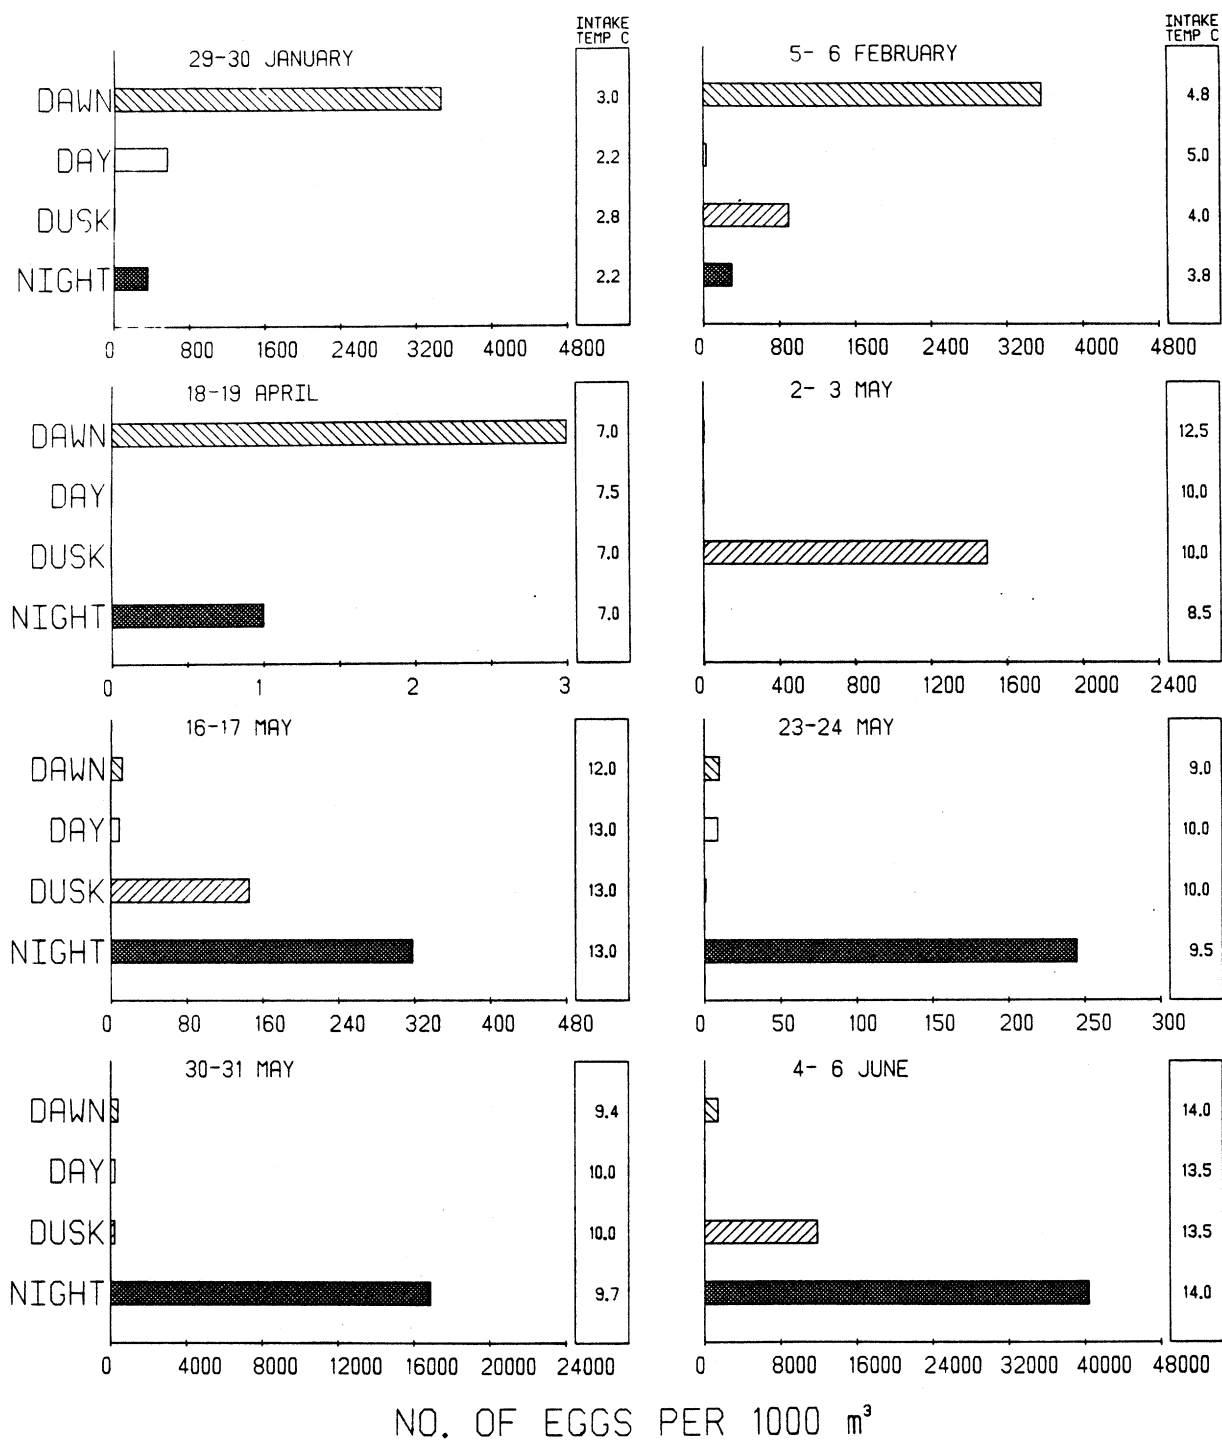 INTAKE
TEMP C
29-30 JANUARY
DAWN 3.0
DAY 2.2
DUSK 2.8
NIGHT 2.2
0 800 1600 2400 3200 4000 4800
INTAKE
TEMP C
5- 6 FEBRUARY
4.8
5.0
4.0
3.8
0 800 1600 2400 3200 4000 4800
18-19 APRIL
DAWN 7.0
DAY 7.5
DUSK 7.0
NIGHT 7.0
0 1 2 3
2- 3 MAY
12.5
10.0
10.0
8.5
0 400 800 1200 1600 2000 2400
16-17 MAY
DAWN 12.0
DAY 13.0
DUSK 13.0
NIGHT 13.0
0 80 160 240 320 400 480
23-24 MAY
9.0
10.0
10.0
9.5
0 50 100 150 200 250 300
30-31 MAY
DAWN 9.4
DAY 10.0
DUSK 10.0
NIGHT 9.7
0 4000 8000 12000 16000 20000 24000
4- 6 JUNE
14.0
13.5
13.5
14.0
0 8000 16000 24000 32000 40000 48000
NO. OF EGGS PER 1000 m³